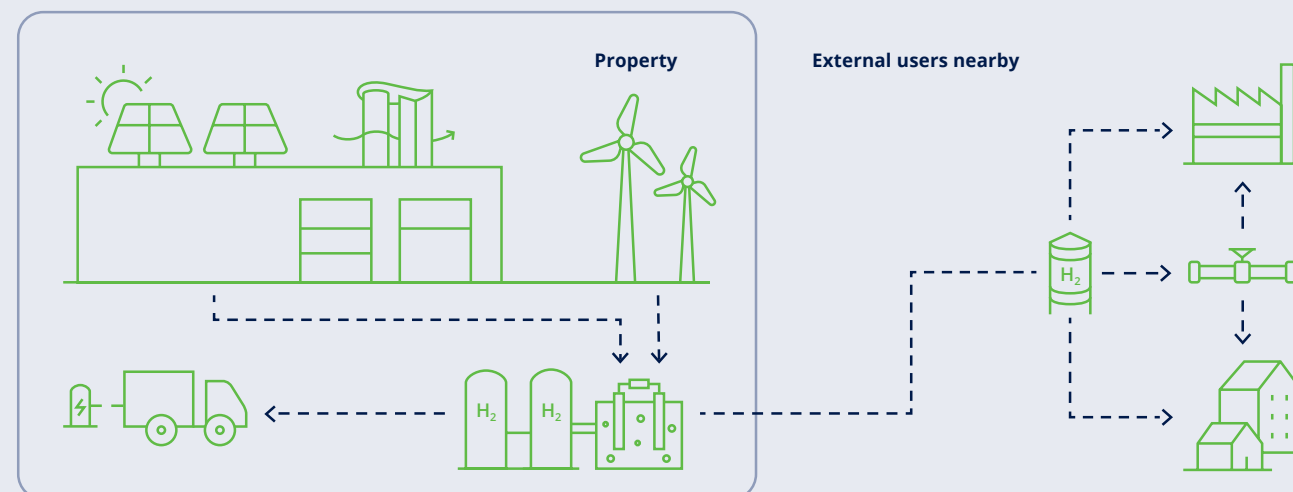 Property
External users nearby
H₂
H₂
H₂